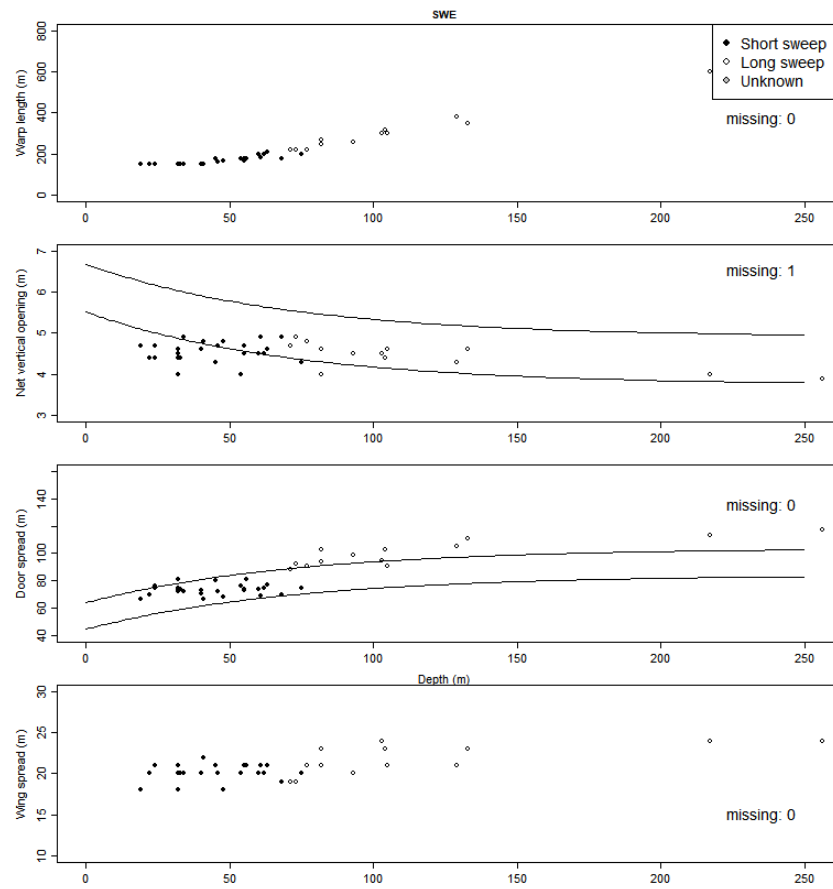 SWE
Warp length (m)
800
600
400
200
0
Short sweep
Long sweep
Unknown
missing: 0
0 50 100 150 200 250
Net vertical opening (m)
7
6
5
4
3
missing: 1
0 50 100 150 200 250
Door spread (m)
140
100
80
60
40
missing: 0
0 50 100 150 200 250
Depth (m)
Wing spread (m)
30
25
20
15
10
missing: 0
0 50 100 150 200 250